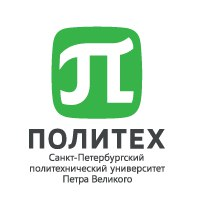 П
ПОЛИТЕХ
Санкт-Петербургский
политехнический университет
Петра Великого